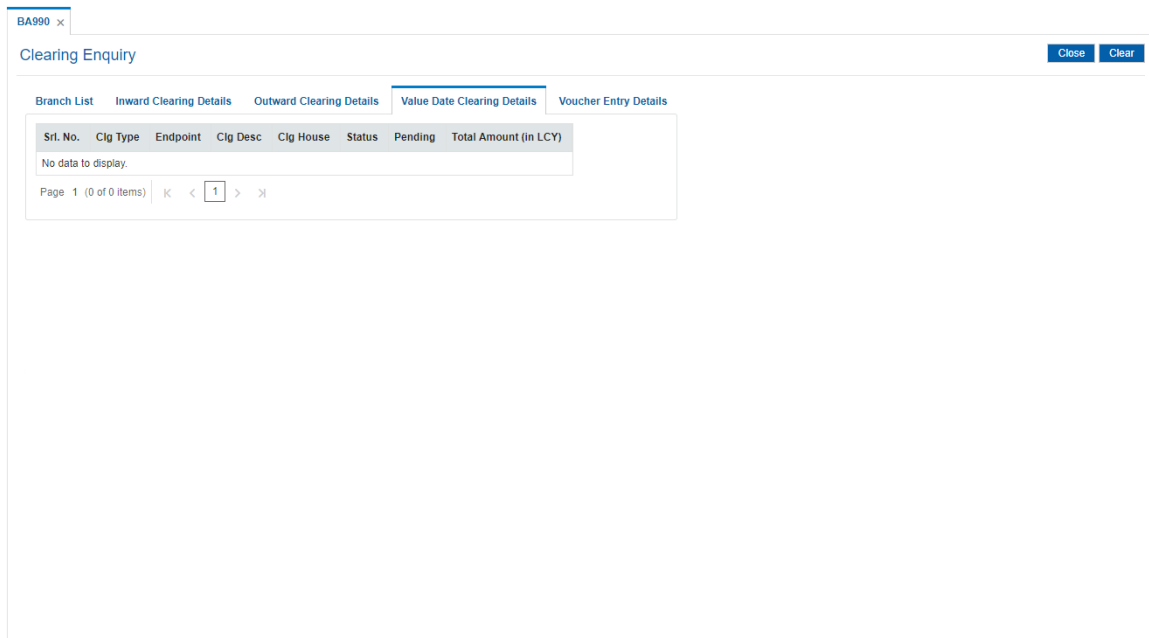 BA990 ×
Clearing Enquiry Close Clear
Branch List Inward Clearing Details Outward Clearing Details Value Date Clearing Details Voucher Entry Details
Srl. No. Clg Type Endpoint Clg Desc Clg House Status Pending Total Amount (in LCY)
No data to display.
Page 1 (0 of 0 items) 1